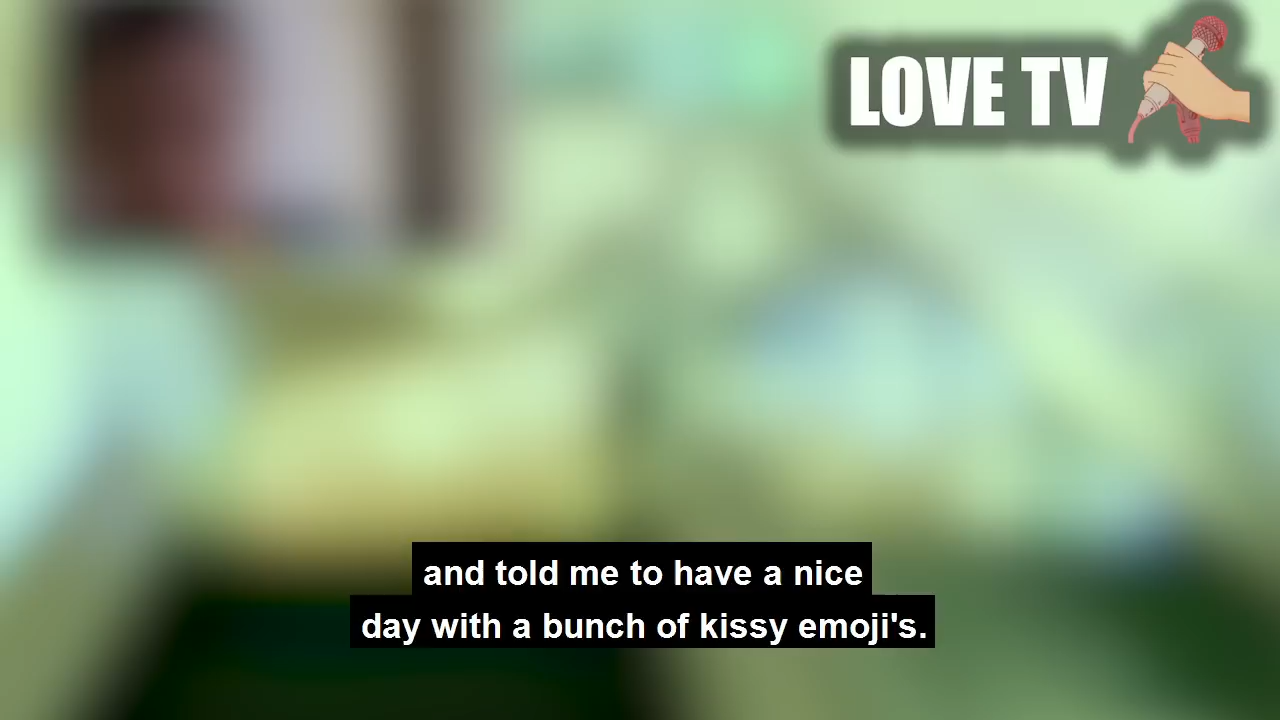 LOVE TV
and told me to have a nice
day with a bunch of kissy emoji's.